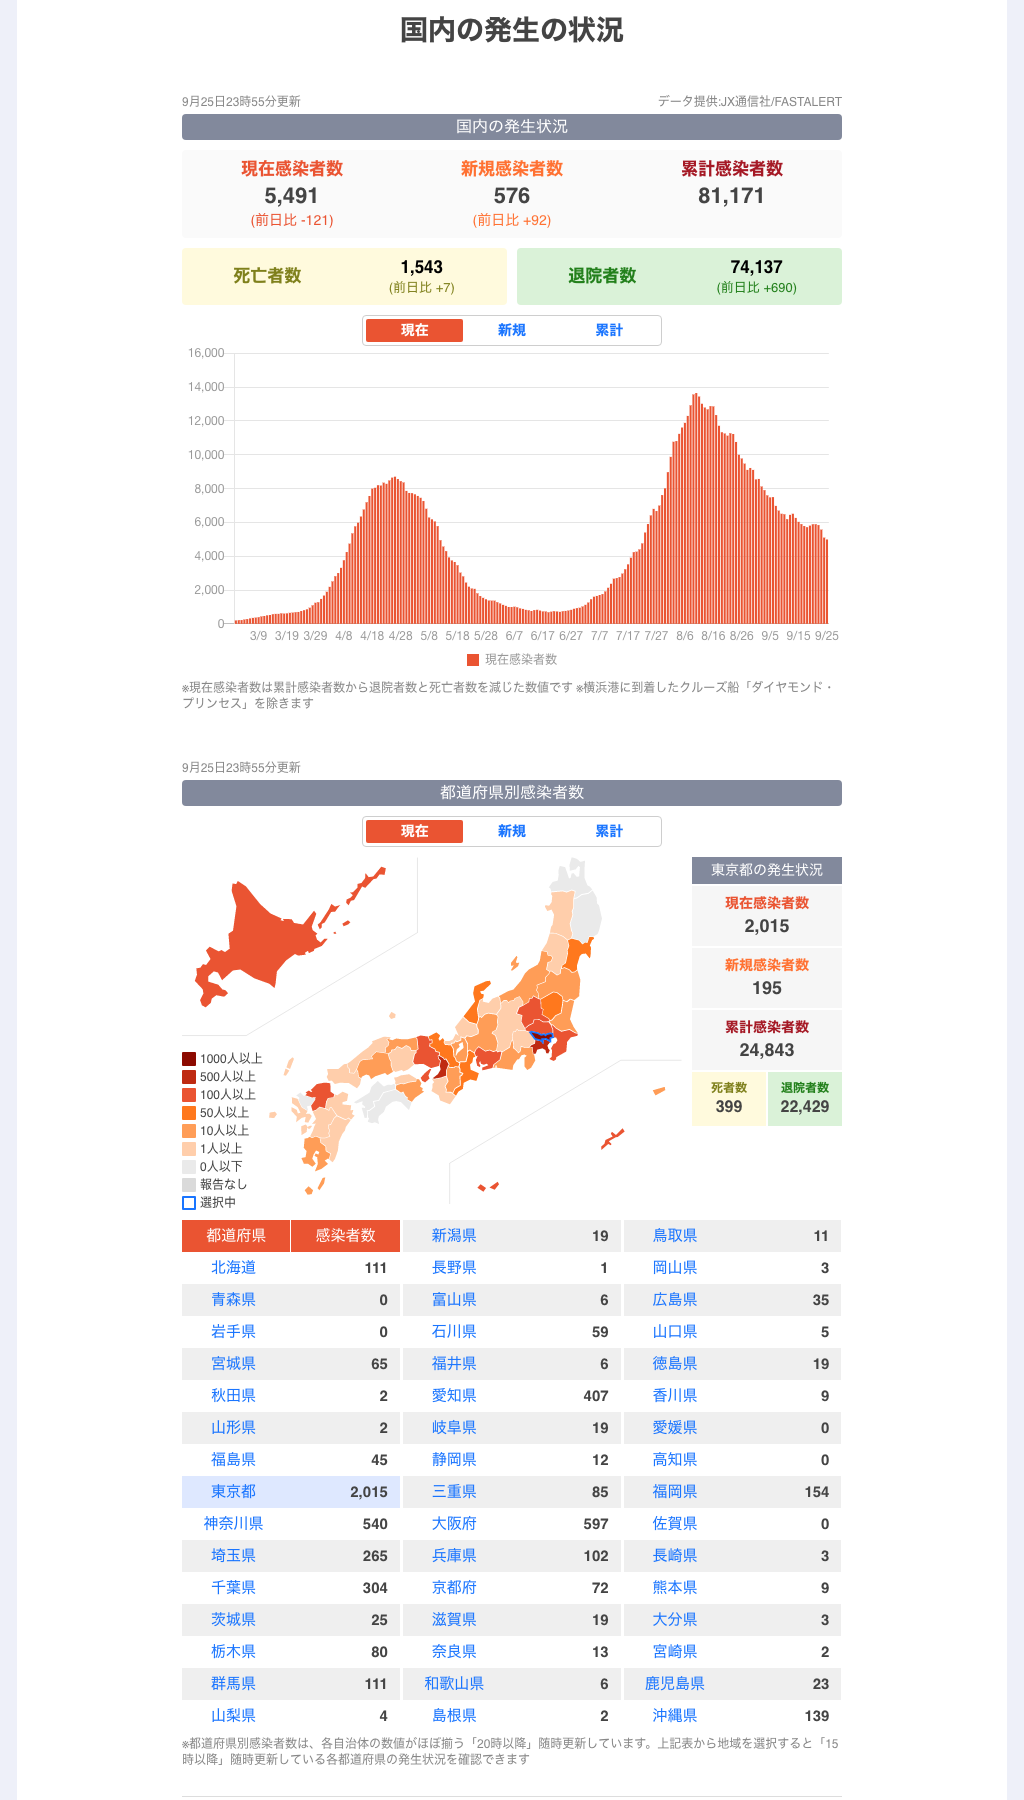 国内の発生の状況
9月25日23時55分更新 データ提供:JX通信社/FASTALERT
国内の発生状況
現在感染者数 新規感染者数 累計感染者数
5,491 576 81,171
(前日比 -121) (前日比 +92)
死亡者数 1,543 (前日比 +7) 退院者数 74,137 (前日比 +690)
現在 新規 累計
16,000
14,000
12,000
10,000
8,000
6,000
4,000
2,000
0
3/9 3/19 3/29 4/8 4/18 4/28 5/8 5/18 5/28 6/7 6/17 6/27 7/7 7/17 7/27 8/6 8/16 8/26 9/5 9/15 9/25
現在感染者数
※現在感染者数は累計感染者数から退院者数と死亡者数を減じた数値です ※横浜港に到着したクルーズ船「ダイヤモンド・
プリンセス」を除きます
9月25日23時55分更新
都道府県別感染者数
現在 新規 累計
東京都の発生状況
現在感染者数
2,015
新規感染者数
195
累計感染者数
24,843
死者数 退院者数
399 22,429
1000人以上
500人以上
100人以上
50人以上
10人以上
1人以上
0人以下
報告なし
選択中
都道府県 感染者数 新潟県 19 鳥取県 11
北海道 111 長野県 1 岡山県 3
青森県 0 富山県 6 広島県 35
岩手県 0 石川県 59 山口県 5
宮城県 65 福井県 6 徳島県 19
秋田県 2 愛知県 407 香川県 9
山形県 2 岐阜県 19 愛媛県 0
福島県 45 静岡県 12 高知県 0
東京都 2,015 三重県 85 福岡県 154
神奈川県 540 大阪府 597 佐賀県 0
埼玉県 265 兵庫県 102 長崎県 3
千葉県 304 京都府 72 熊本県 9
茨城県 25 滋賀県 19 大分県 3
栃木県 80 奈良県 13 宮崎県 2
群馬県 111 和歌山県 6 鹿児島県 23
山梨県 4 島根県 2 沖縄県 139
※都道府県別感染者数は、各自治体の数値がほぼ揃う「20時以降」随時更新しています。上記表から地域を選択すると「15
時以降」随時更新している各都道府県の発生状況を確認できます